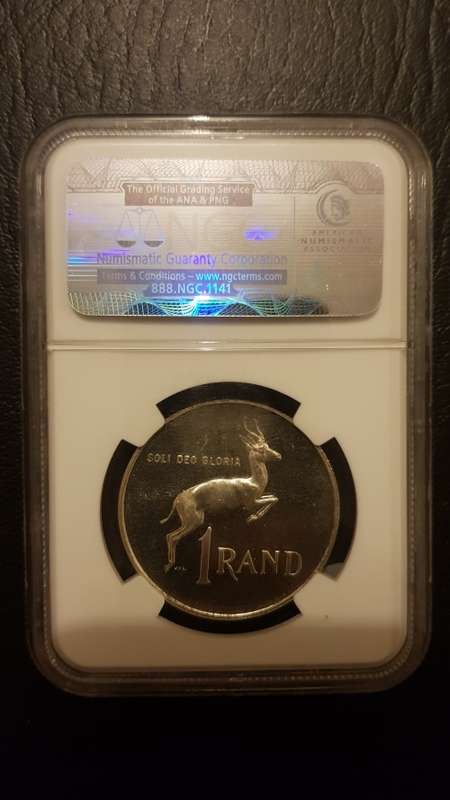 The Official Grading Service
of the ANA & PNG
AMERICAN
NUMISMATIC
ASSOCIATION
Numismatic Guaranty Corporation
Terms & Conditions – www.ngcterms.com
888.NGC.1141
SOLI DEO GLORIA
1 RAND